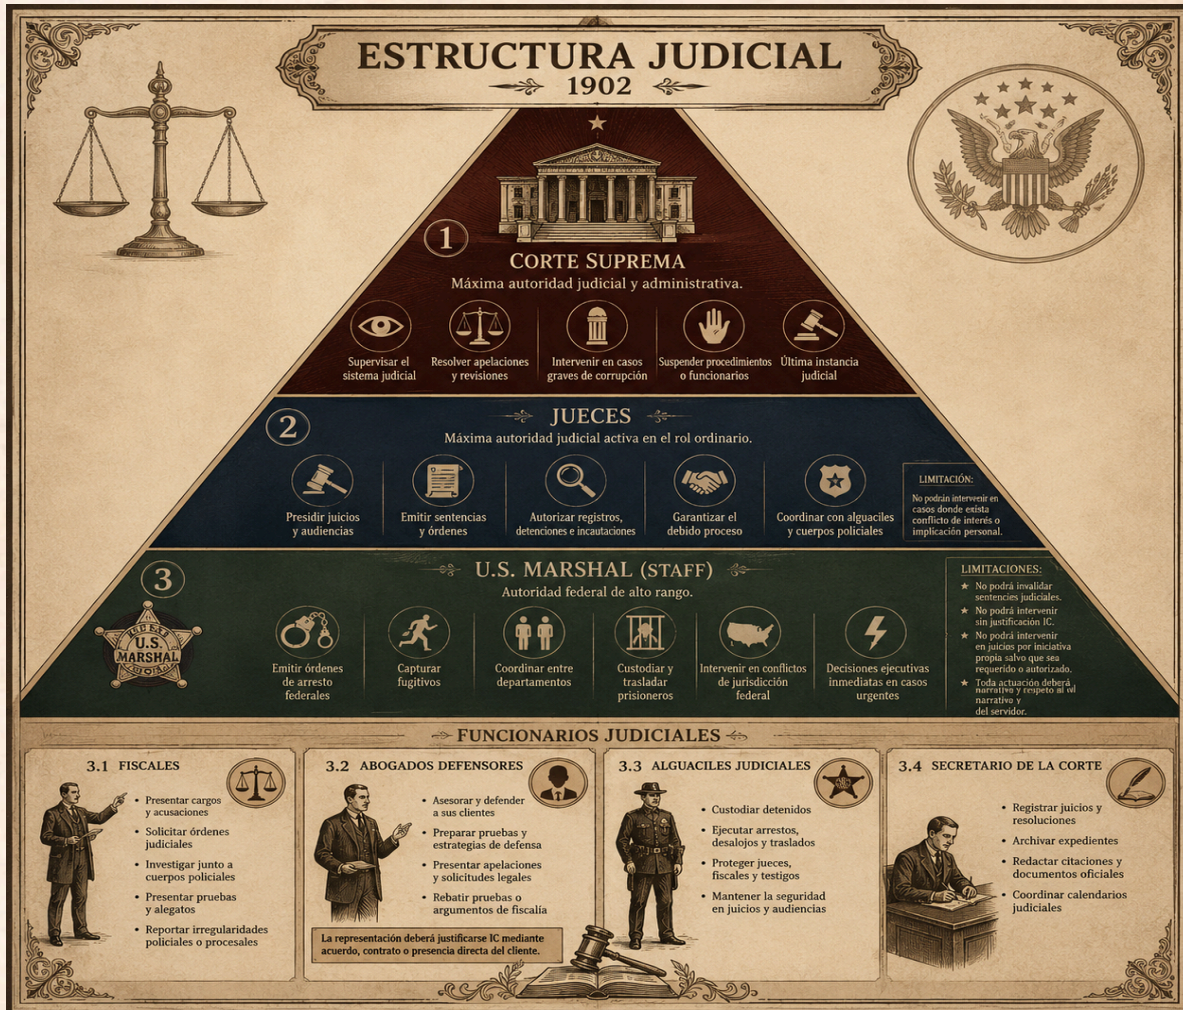 ESTRUCTURA JUDICIAL
1902
1
CORTE SUPREMA
Máxima autoridad judicial y administrativa.
Supervisar el
sistema judicial
Resolver apelaciones
y revisiones
Intervenir en casos
graves de corrupción
Suspender procedimientos
o funcionarios
Última instancia
judicial
2
JUECES
Máxima autoridad judicial activa en el rol ordinario.
Presidir juicios
y audiencias
Emitir sentencias
y órdenes
Autorizar registros,
detenciones e incautaciones
Garantizar el
debido proceso
Coordinar con alguaciles
y cuerpos policiales
LIMITACIÓN:
No podrán intervenir en
casos donde exista
conflicto de interés o
implicación personal.
3
U.S. MARSHAL (STAFF)
Autoridad federal de alto rango.
U.S.
MARSHAL
Emitir órdenes
de arresto
federales
Capturar
fugitivos
Coordinar entre
departamentos
Custodiar y
trasladar
prisioneros
Intervenir en conflictos
de jurisdicción
federal
Decisiones ejecutivas
inmediatas en casos
urgentes
LIMITACIONES:
No podrá invalidar
sentencies judiciales.
No podrá intervenir
sin justificación IC.
No podrá intervenir
en juicios por iniciativa
propia salvo que sea
requerido o autorizado.
Toda actuación deberá
narrativo y respeto al
narrativo y
del servidor.
FUNCIONARIOS JUDICIALES
3.1 FISCALES
• Presentar cargos
y acusaciones
• Solicitar órdenes
judiciales
• Investigar junto a
cuerpos policiales
• Presentar pruebas
y alegatos
• Reportar irregularidades
policiales o procesales
3.2 ABOGADOS DEFENSORES
• Asesorar y defender
a sus clientes
• Preparar pruebas y
estrategias de defensa
• Presentar apelaciones
y solicitudes legales
• Rebatir pruebas o
argumentos de fiscalía
La representación deberá justificarse IC mediante
acuerdo, contrato o presencia directa del cliente.
3.3 ALGUACILES JUDICIALES
• Custodiar detenidos
• Ejecutar arrestos,
desalojos y traslados
• Proteger jueces,
fiscales y testigos
• Mantener la seguridad
en juicios y audiencias
3.4 SECRETARIO DE LA CORTE
• Registrar juicios y
resoluciones
• Archivar expedientes
• Redactar citaciones y
documentos oficiales
• Coordinar calendarios
judiciales